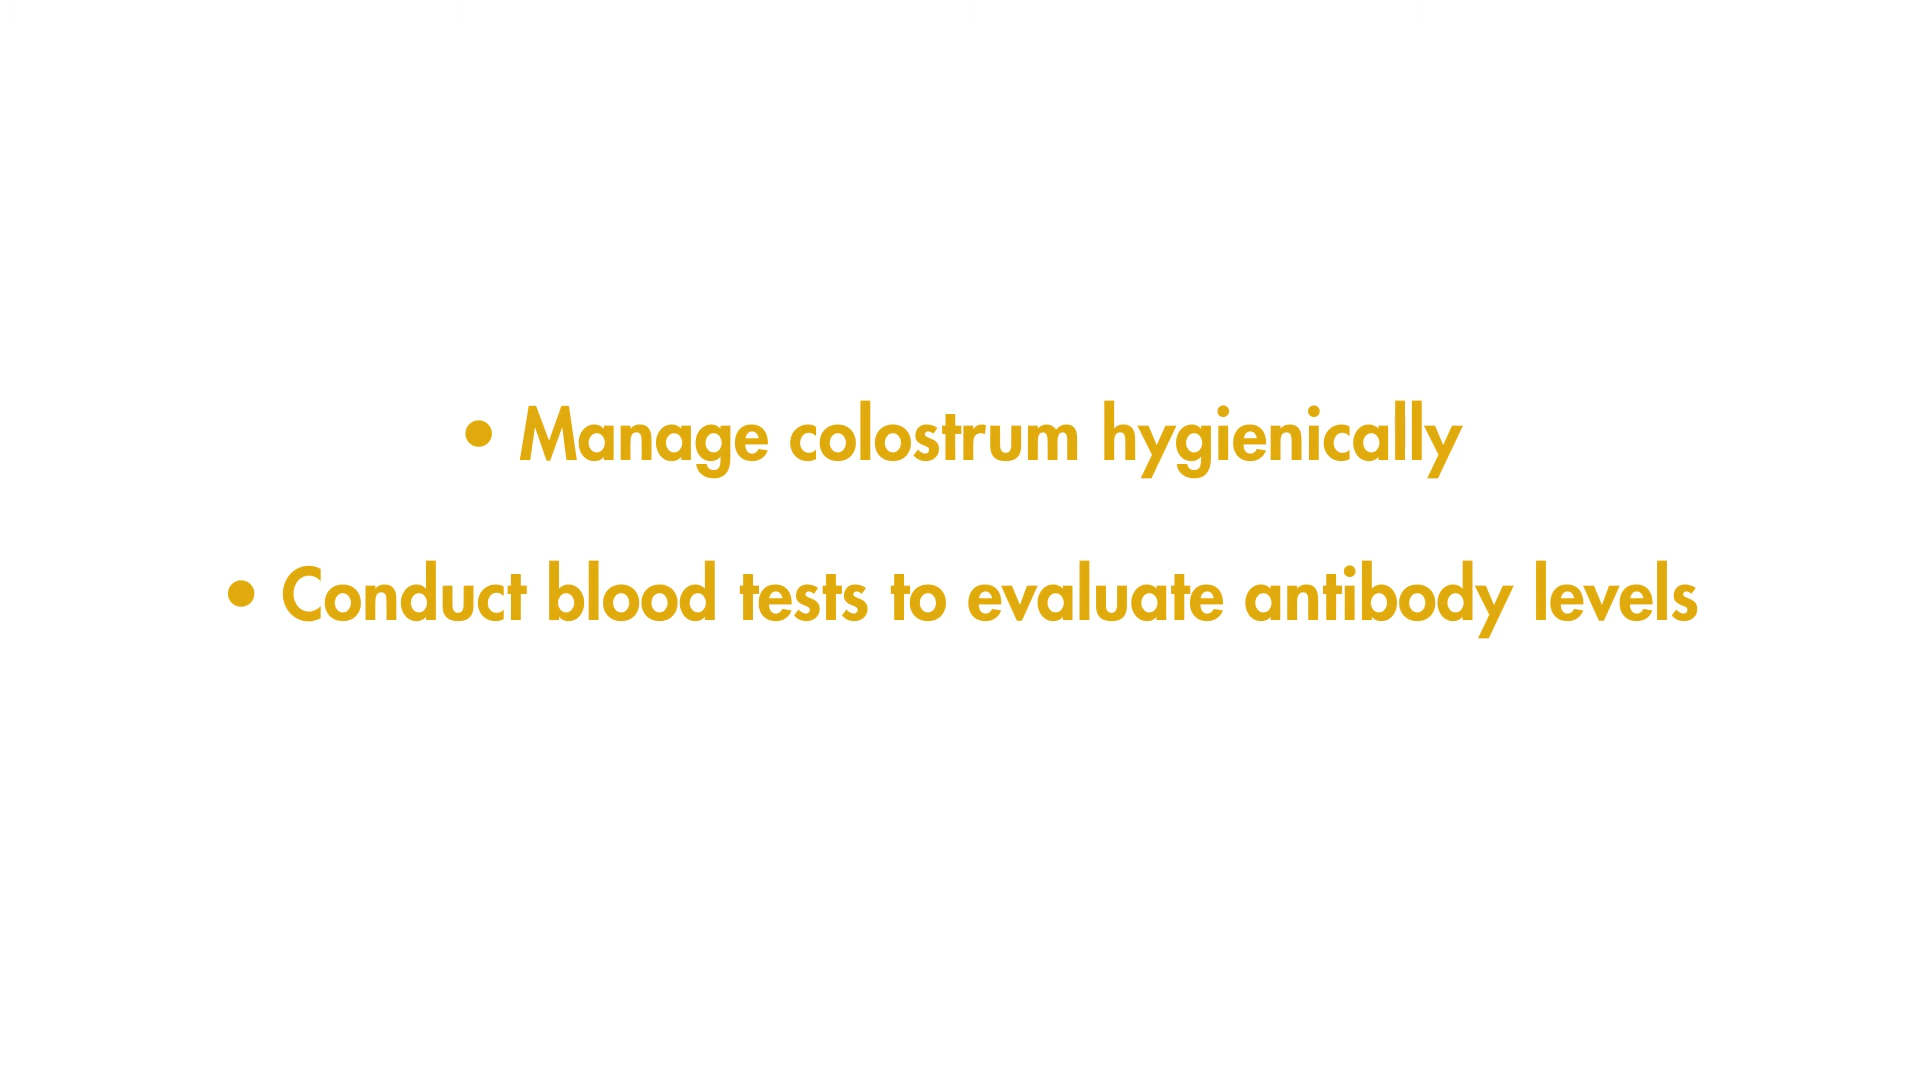 • Manage colostrum hygienically
• Conduct blood tests to evaluate antibody levels